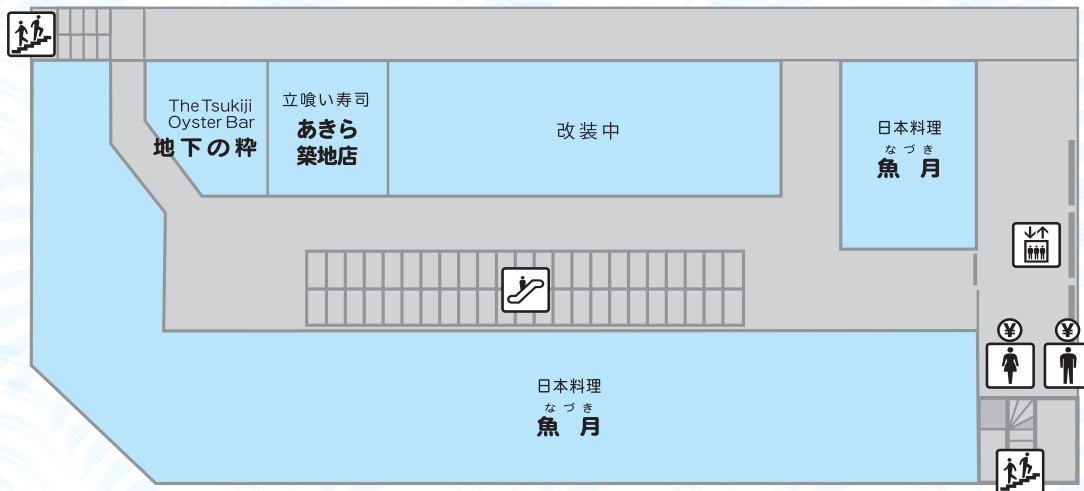 The Tsukiji
Oyster Bar
地下の粋
立喰い寿司
あきら
築地店
改装中
日本料理
なづき
魚月
¥
¥
日本料理
なづき
魚月